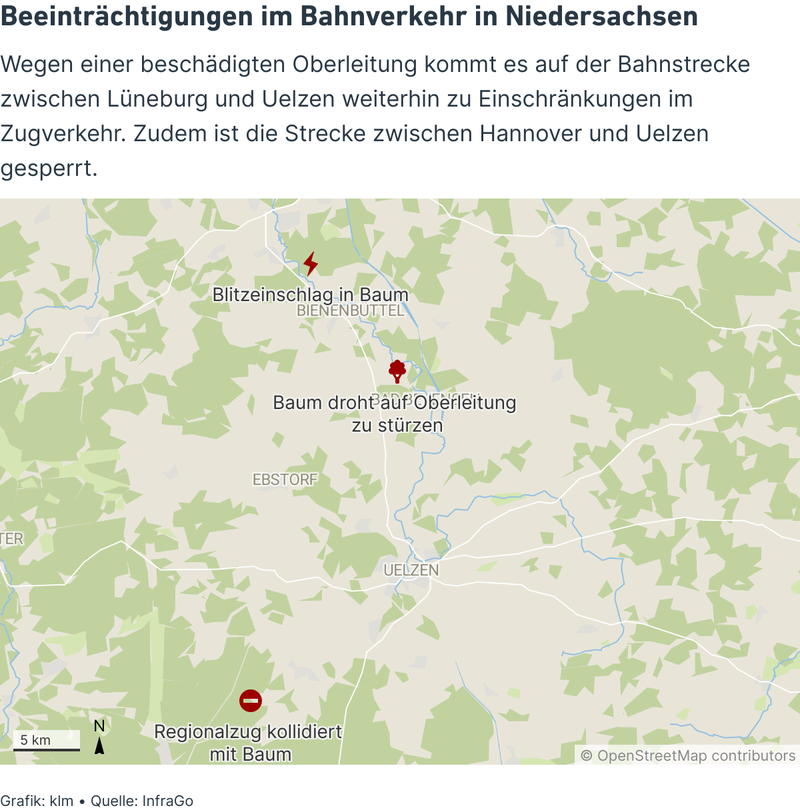 Beeinträchtigungen im Bahnverkehr in Niedersachsen
Wegen einer beschädigten Oberleitung kommt es auf der Bahnstrecke
zwischen Lüneburg und Uelzen weiterhin zu Einschränkungen im
Zugverkehr. Zudem ist die Strecke zwischen Hannover und Uelzen
gesperrt.
Blitzeinschlag in Baum
BIENENBÜTTEL
Baum droht auf Oberleitung
zu stürzen
EBSTORF
TER
UELZEN
Regionalzug kollidiert
mit Baum
5 km
N
© OpenStreetMap contributors
Grafik: klm • Quelle: InfraGo